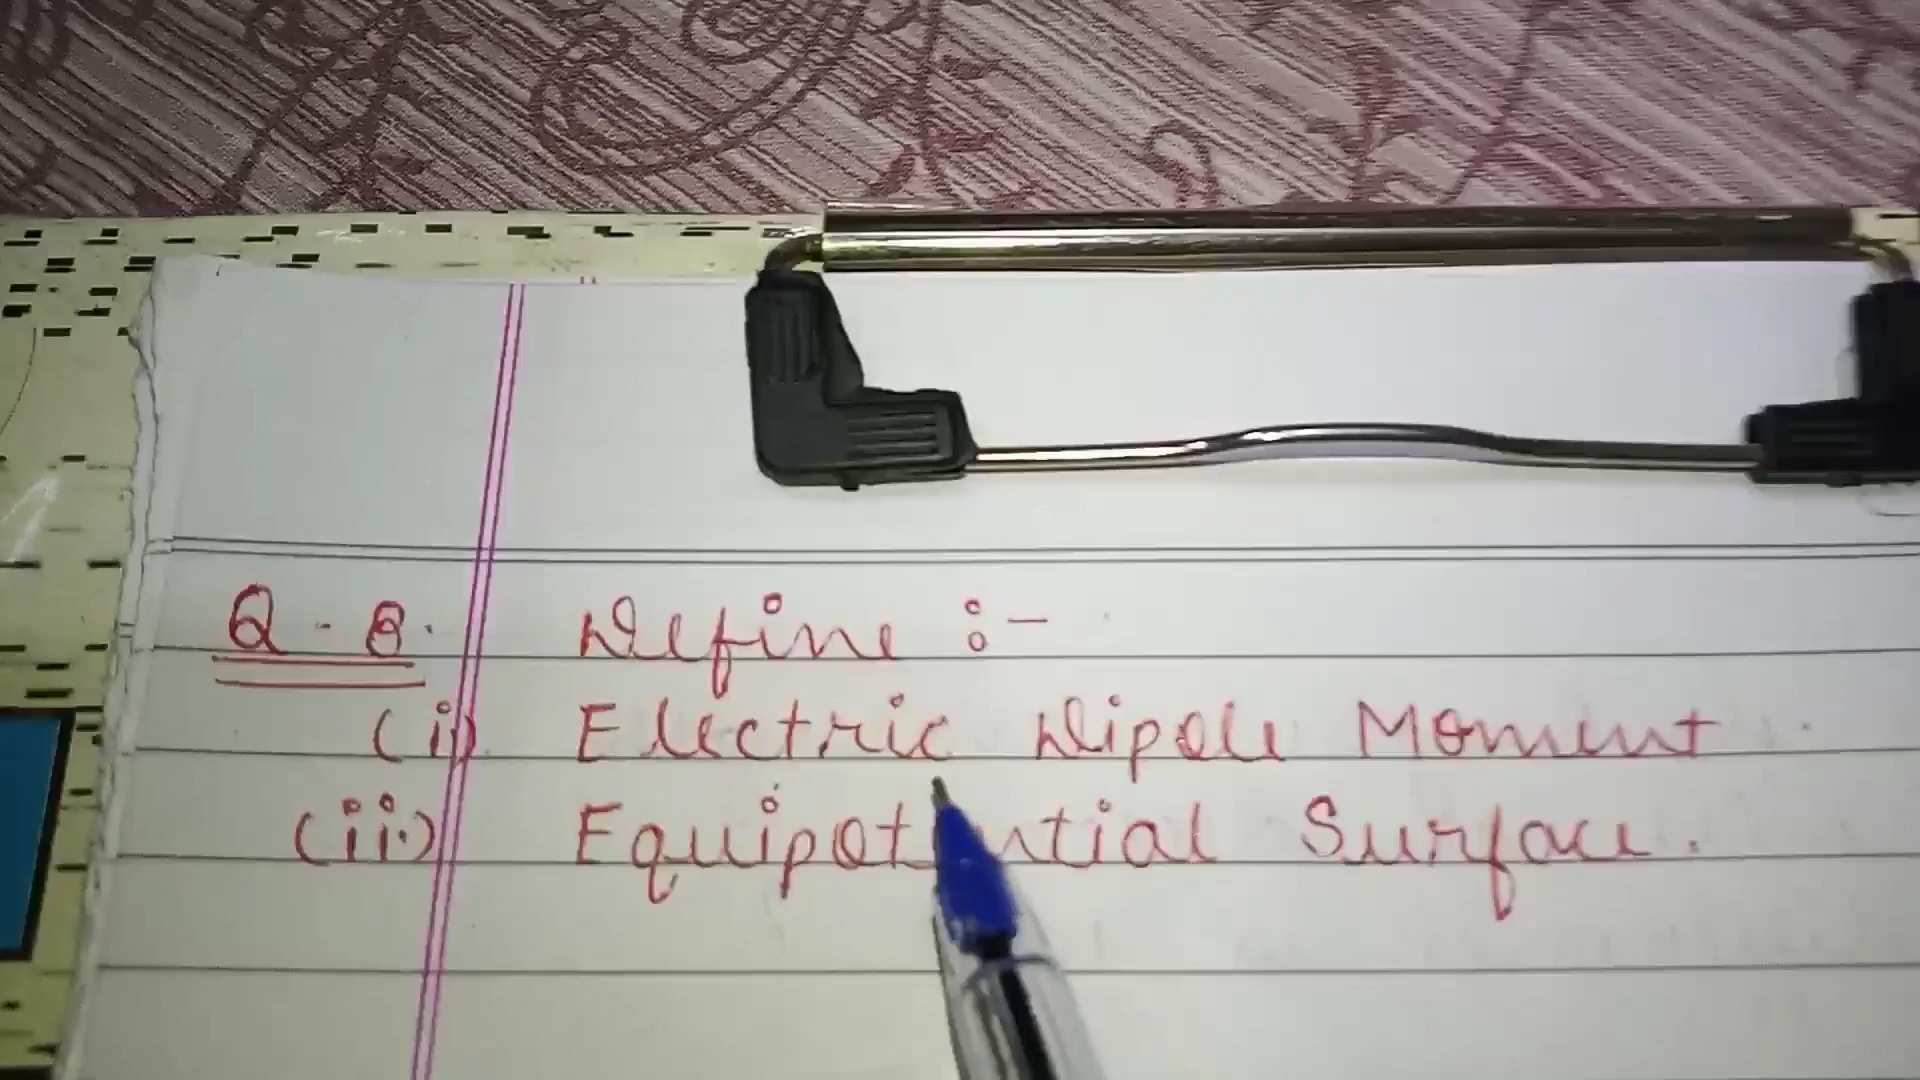 Q.8. Define :-
(i) Electric Dipole Moment
(ii) Equipotential Surface.